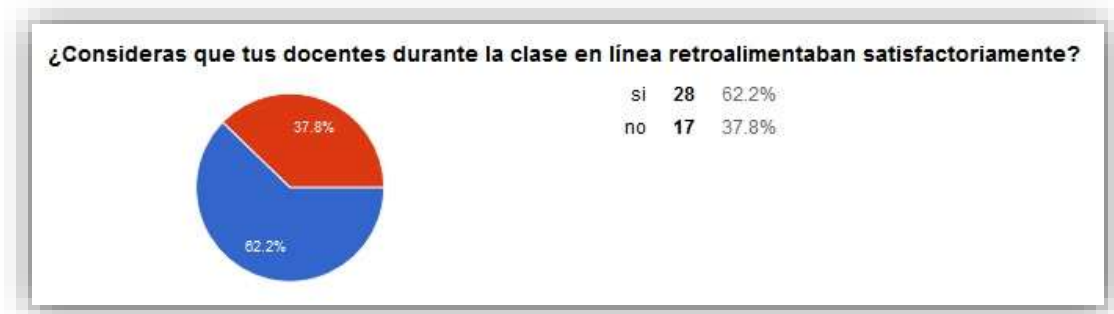 ¿Consideras que tus docentes durante la clase en línea retroalimentaban satisfactoriamente?
si 28 62.2%
no 17 37.8%
37.8%
62.2%